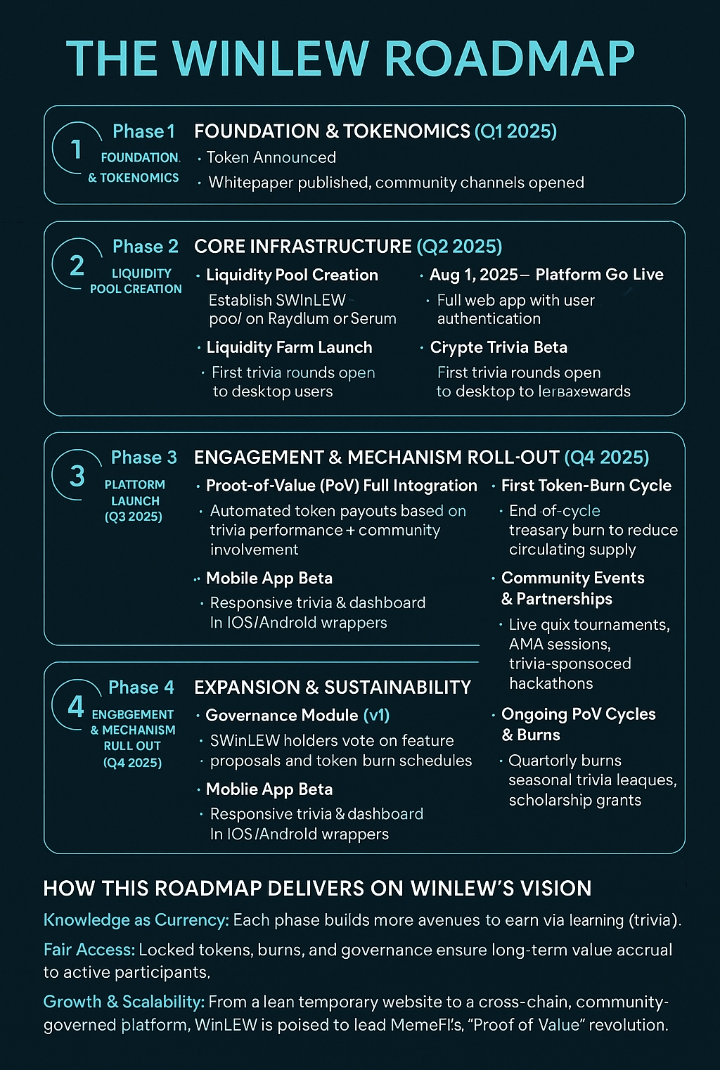 THE WINLEW ROADMAP
1
Phase 1
FOUNDATION
& TOKENOMICS
FOUNDATION & TOKENOMICS (Q1 2025)
· Token Announced
· Whitepaper published, community channels opened
2
Phase 2
LIQUIDITY
POOL CREATION
CORE INFRASTRUCTURE (Q2 2025)
· Liquidity Pool Creation
Establish SWInLEW
pool on Raydlum or Serum
· Liquidity Farm Launch
· First trivia rounds open
to desktop users
· Aug 1, 2025– Platform Go Live
· Full web app with user
authentication
· Crypte Trivia Beta
First trivia rounds open
to desktop to
3
Phase 3
PLATFORM
LAUNCH
(Q3 2025)
ENGAGEMENT & MECHANISM ROLL-OUT (Q4 2025)
· Proot-of-Value (PoV) Full Intogration
· Automated token payouts based on
trivia performance + community
involvement
· Mobile App Beta
· Responsive trivia & dashboard
In IOS/Androld wrappers
· First Token-Burn Cycle
· End-of-cycle
treasury burn to reduce
circulating supply
· Community Events
& Partnerships
· Live quix tournaments,
AMA sessions,
trivia-sponsoced
hackathons
· Ongoing PoV Cycles
& Burns
· Quartorly burns
seasonal trivia leaques,
scholarship grants
4
Phase 4
ENGBGEMENT
& MECHANISM
RULL OUT
(Q4 2025)
EXPANSION & SUSTAINABILITY
· Governance Module (v1)
· SWinLEW holders vote on feature
· proposals and token burn schedules
· Moblie App Beta
· Responsive trivia & dashboard
In IOS/Androld wrappers
HOW THIS ROADMAP DELIVERS ON WINLEW'S VISION
Knowledge as Currency: Each phase builds more avenues to earn via learning (trivia).
Fair Access: Locked tokens, burns, and governance ensure long-term value accrual
to active participants.
Growth & Scalability: From a lean temporary website to a cross-chain, community-
governed platform, WinLEW is poised to lead MemeFI's, "Proof of Value" revolution.